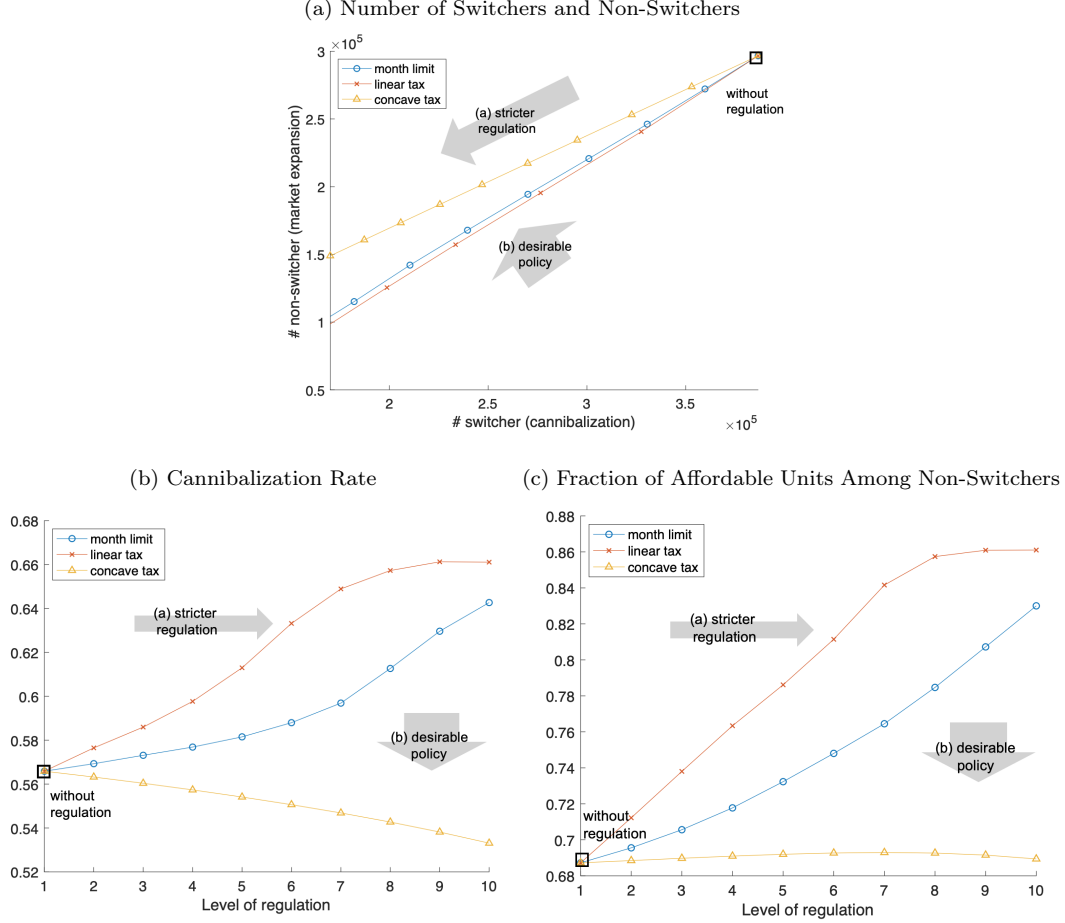 (a) Number of Switchers and Non-Switchers
×10⁵
3
2.5
2
1.5
1
0.5
# non-switcher (market expansion)
month limit
linear tax
concave tax
(a) stricter
regulation
without
regulation
(b) desirable
policy
2
2.5
3
3.5
×10⁵
# switcher (cannibalization)
(b) Cannibalization Rate
0.68
0.66
0.64
0.62
0.6
0.58
0.56
0.54
0.52
month limit
linear tax
concave tax
(a) stricter
regulation
(b) desirable
policy
without
regulation
1 2 3 4 5 6 7 8 9 10
Level of regulation
(c) Fraction of Affordable Units Among Non-Switchers
0.88
0.86
0.84
0.82
0.8
0.78
0.76
0.74
0.72
0.7
0.68
month limit
linear tax
concave tax
(a) stricter
regulation
(b) desirable
policy
without
regulation
1 2 3 4 5 6 7 8 9 10
Level of regulation